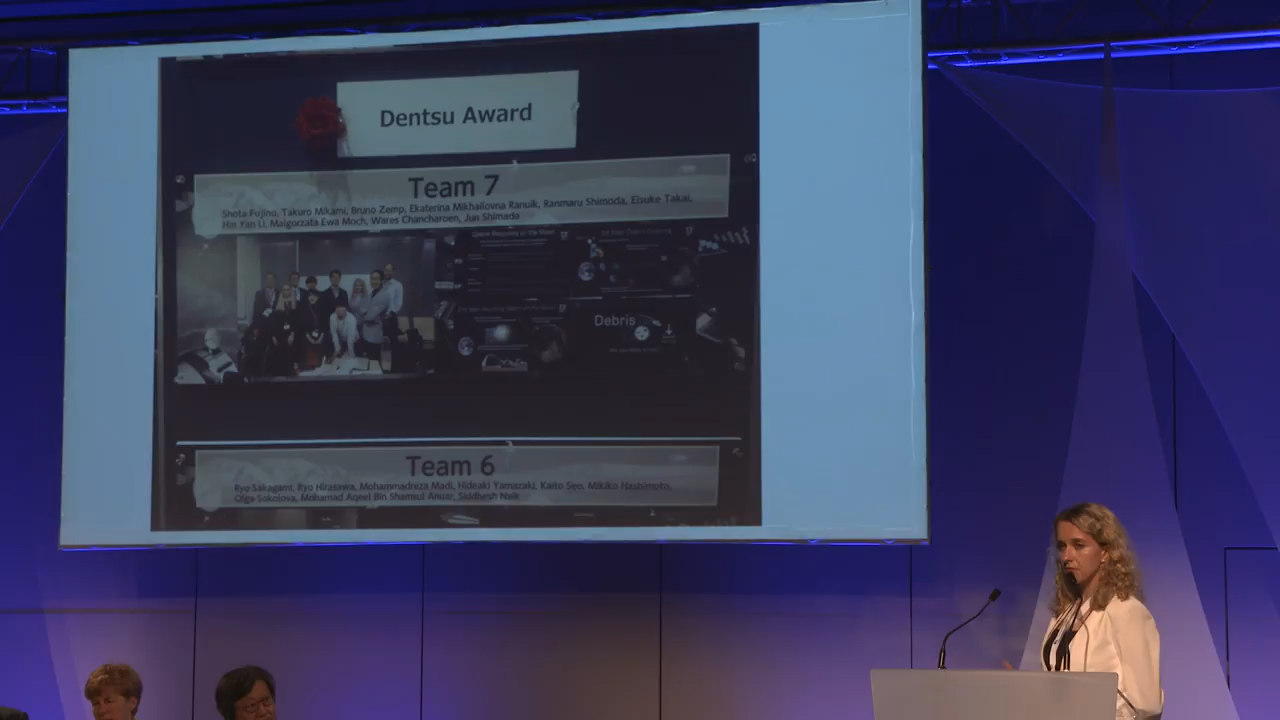 Dentsu Award
Team 7
Shota Fujino, Takuro Mikami, Bruno Zemp, Ekaterina Mikhailovna Ranuik, Ranmaru Shimoda, Eisuke Takai,
Hin Yan Li, Malgorzata Ewa Moch, Wares Chancharoen, Jun Shimada
Debris
Team 6
Ryo Sakagami, Ryo Hirasawa, Mohammadreza Madi, Hideaki Yamazaki, Kaito Seo, Mikiko Hashimoto,
Olga Sokolova, Mohamad Aqeel Bin Shamsul Anuar, Siddhesh Naik